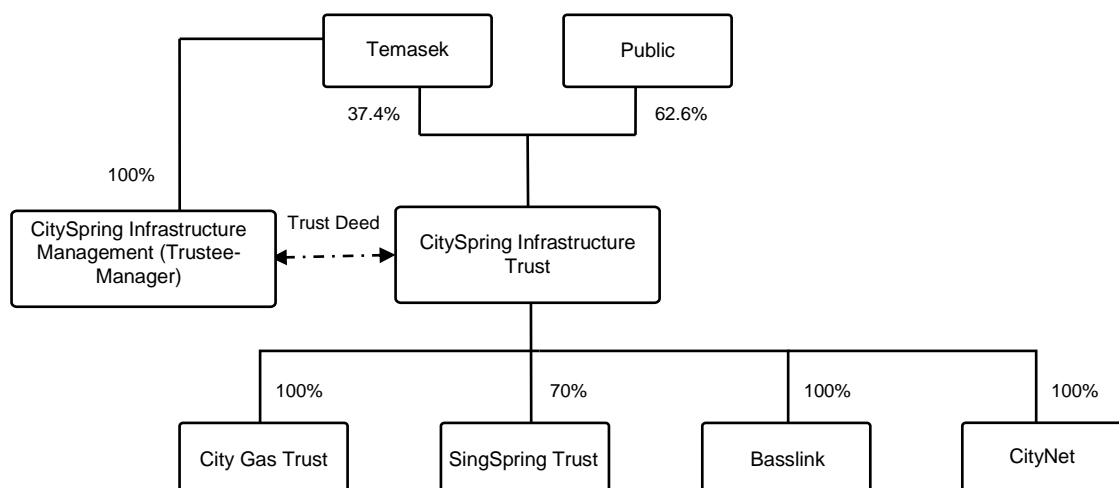 Temasek
Public
37.4%
62.6%
100%
CitySpring Infrastructure
Management (Trustee-
Manager)
Trust Deed
CitySpring Infrastructure
Trust
100%
70%
100%
100%
City Gas Trust
SingSpring Trust
Basslink
CityNet